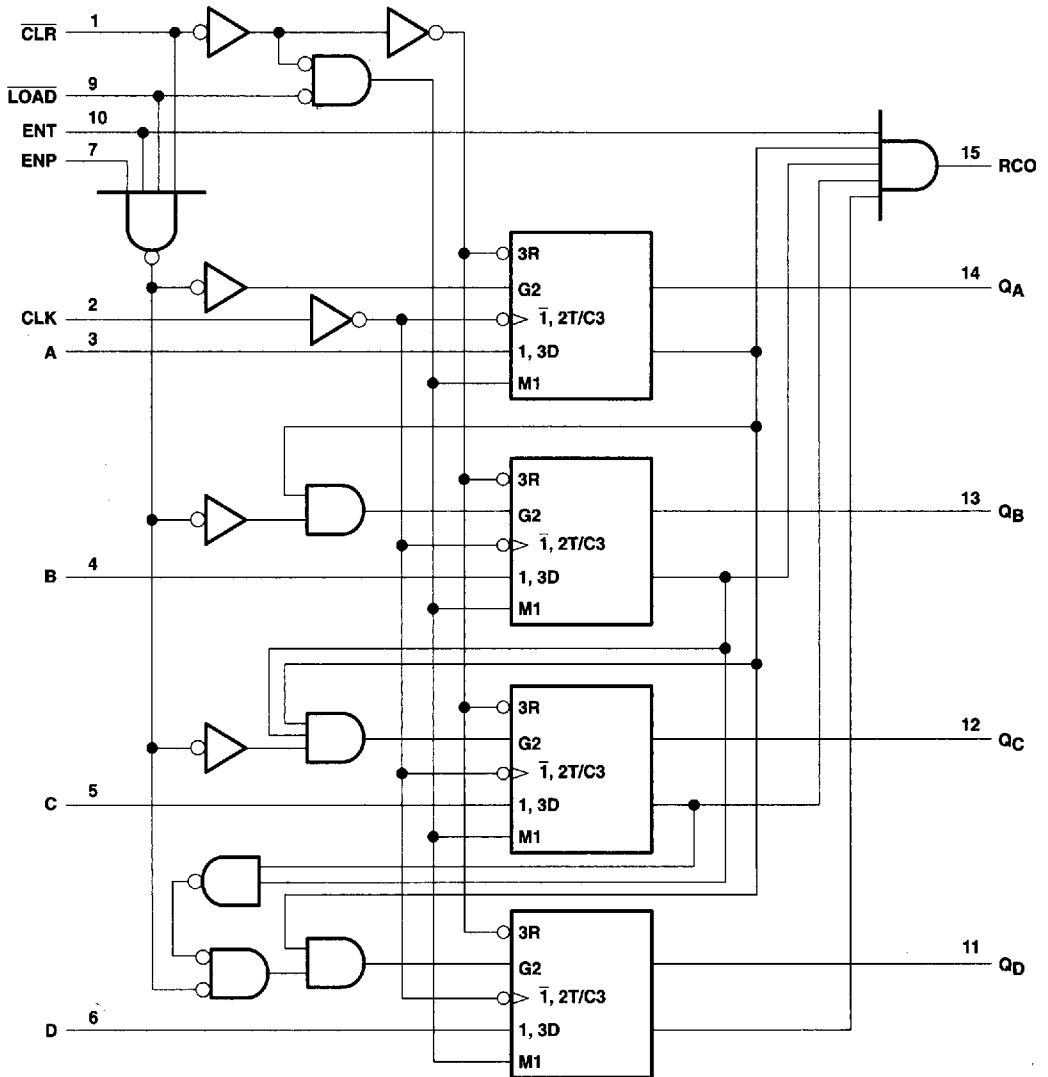 CLR 1
LOAD 9
ENT 10
ENP 7
15 RCO
3R
G2
14 QA
CLK 2
1, 2T/C3
A 3
1, 3D
M1
3R
G2
13 QB
1, 2T/C3
B 4
1, 3D
M1
3R
G2
12 QC
1, 2T/C3
C 5
1, 3D
M1
3R
G2
11 QD
1, 2T/C3
D 6
1, 3D
M1